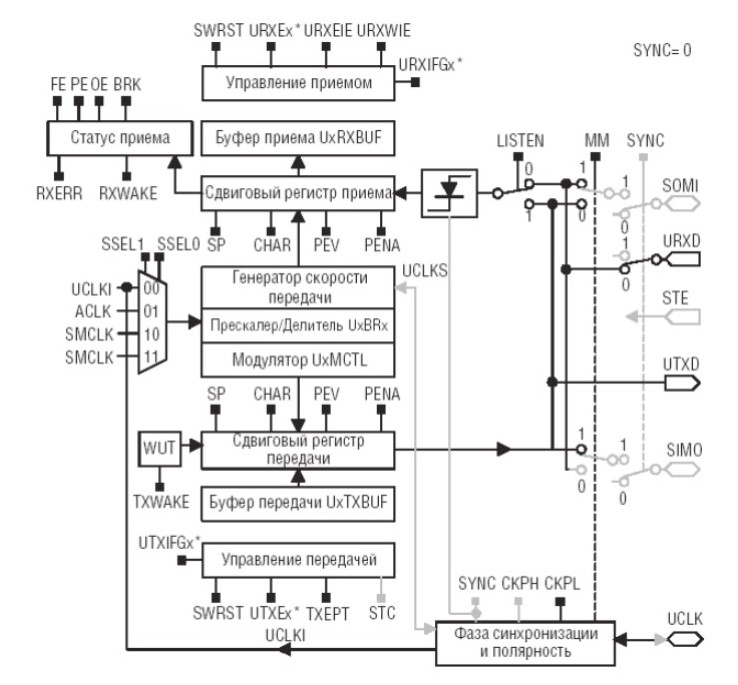 SWRST URXEx* URXEIE URXWIE
SYNC= 0
Управление приемом
URXIFGx*
FE PE OE BRK
Статус приема
Буфер приема UxRXBUF
LISTEN MM SYNC
RXERR RXWAKE
Сдвиговый регистр приема
0 1 1 SOMI
1 0 0
SP CHAR PEV PENA
SSEL1 SSEL0
1 URXD
0
UCLKI 00
ACLK 01
SMCLK 10
SMCLK 11
Генератор скорости
передачи
UCLKS
Прескалер/Делитель UxBRx
STE
Модулятор UxMCTL
UTXD
SP CHAR PEV PENA
WUT
Сдвиговый регистр
передачи
1 1 SIMO
0 0
TXWAKE
Буфер передачи UxTXBUF
UTXIFGx*
Управление передачей
SWRST UTXEx* TXEPT STC
SYNC CKPH CKPL
UCLKI
Фаза синхронизации
и полярность
UCLK